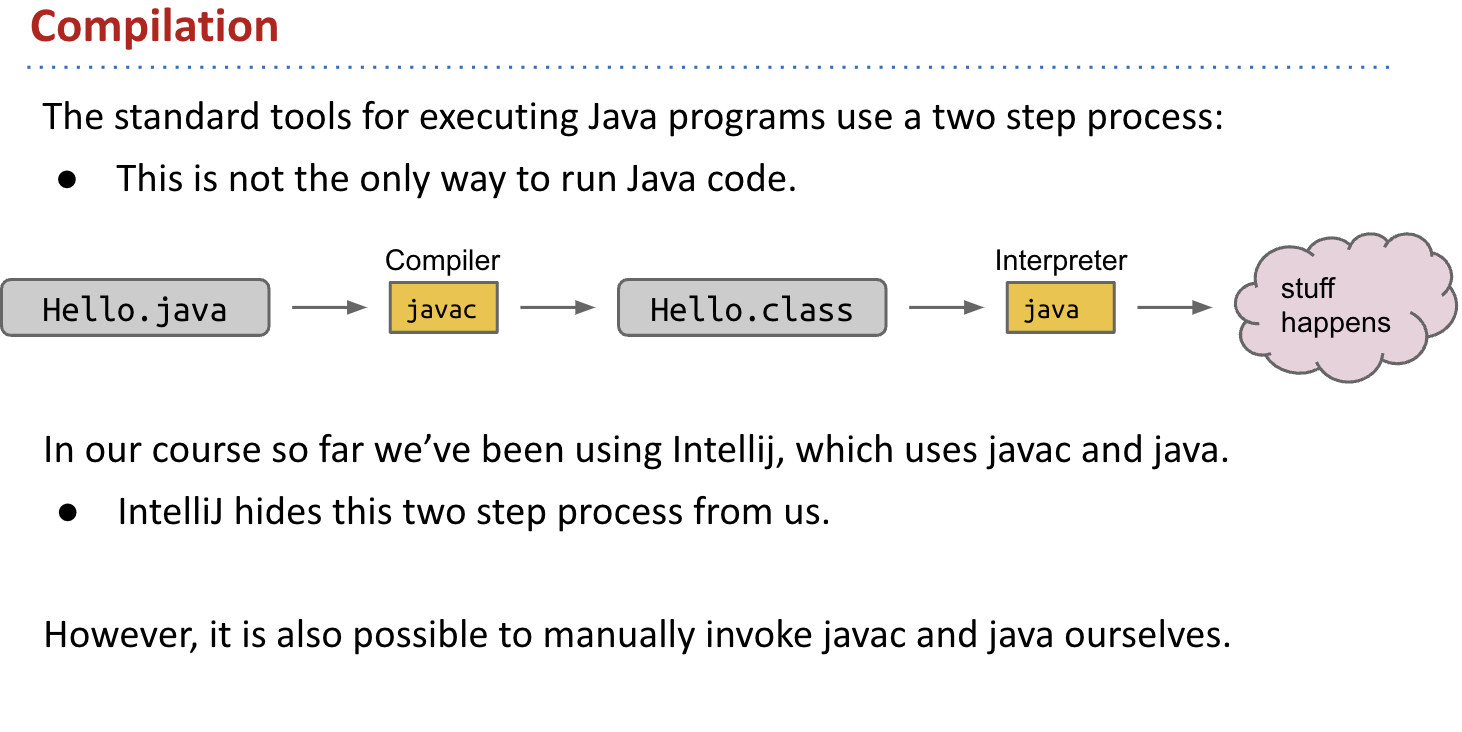 Compilation
The standard tools for executing Java programs use a two step process:
● This is not the only way to run Java code.
Compiler
Interpreter
Hello.java
javac
Hello.class
java
stuff
happens
In our course so far we’ve been using Intellij, which uses javac and java.
● IntelliJ hides this two step process from us.
However, it is also possible to manually invoke javac and java ourselves.